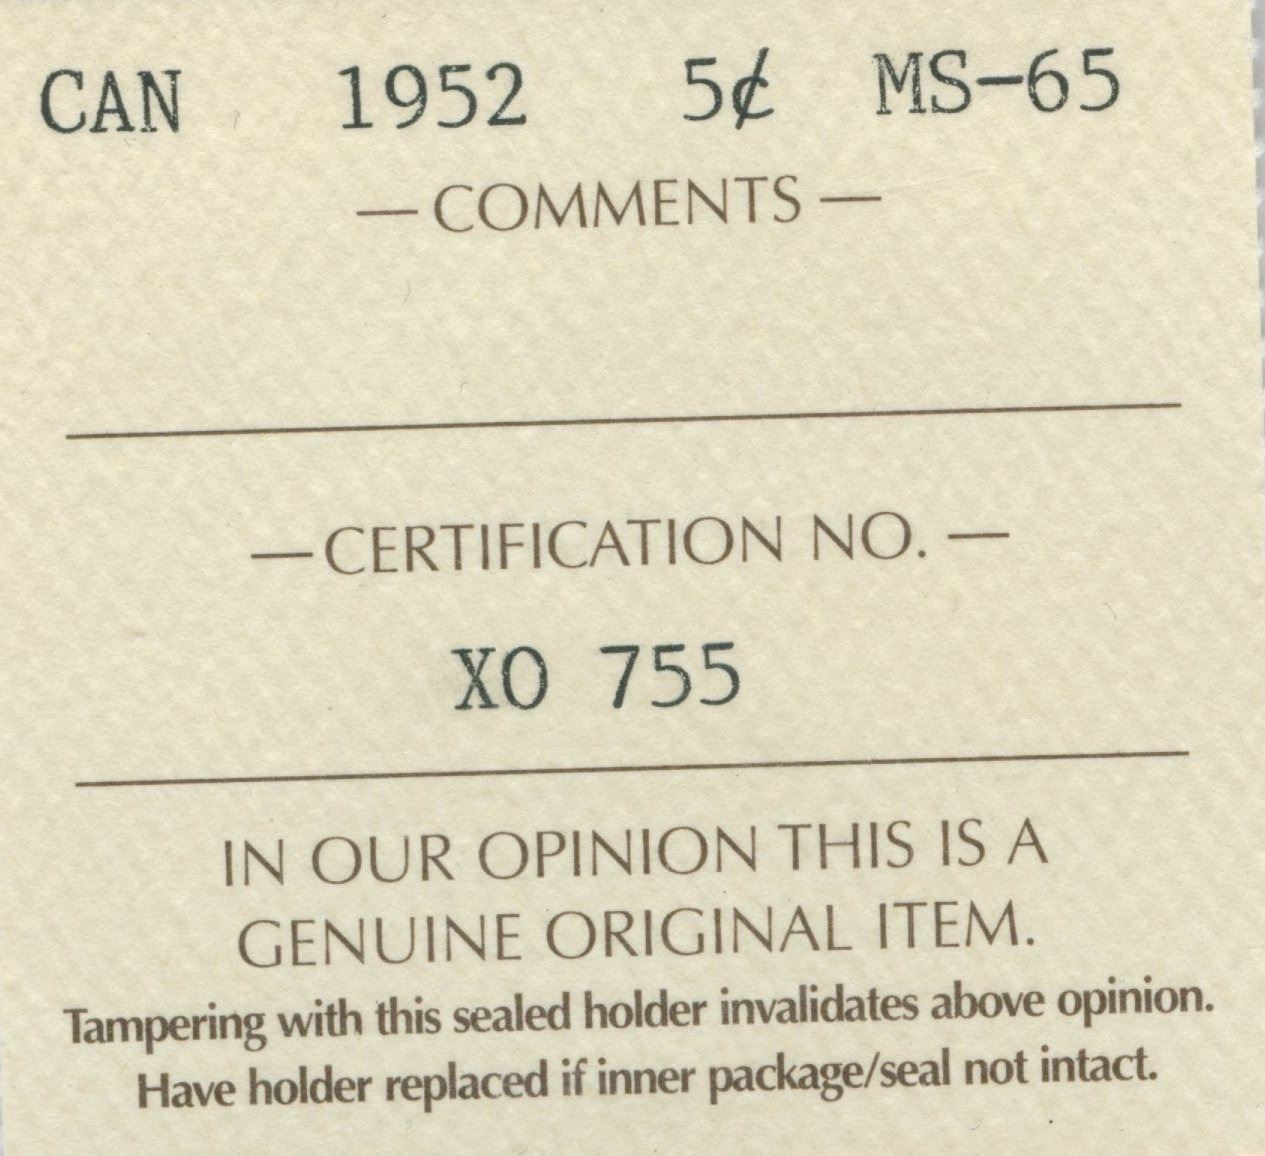 CAN 1952 5¢ MS-65
— COMMENTS —
— CERTIFICATION NO. —
XO 755
IN OUR OPINION THIS IS A
GENUINE ORIGINAL ITEM.
Tampering with this sealed holder invalidates above opinion.
Have holder replaced if inner package/seal not intact.